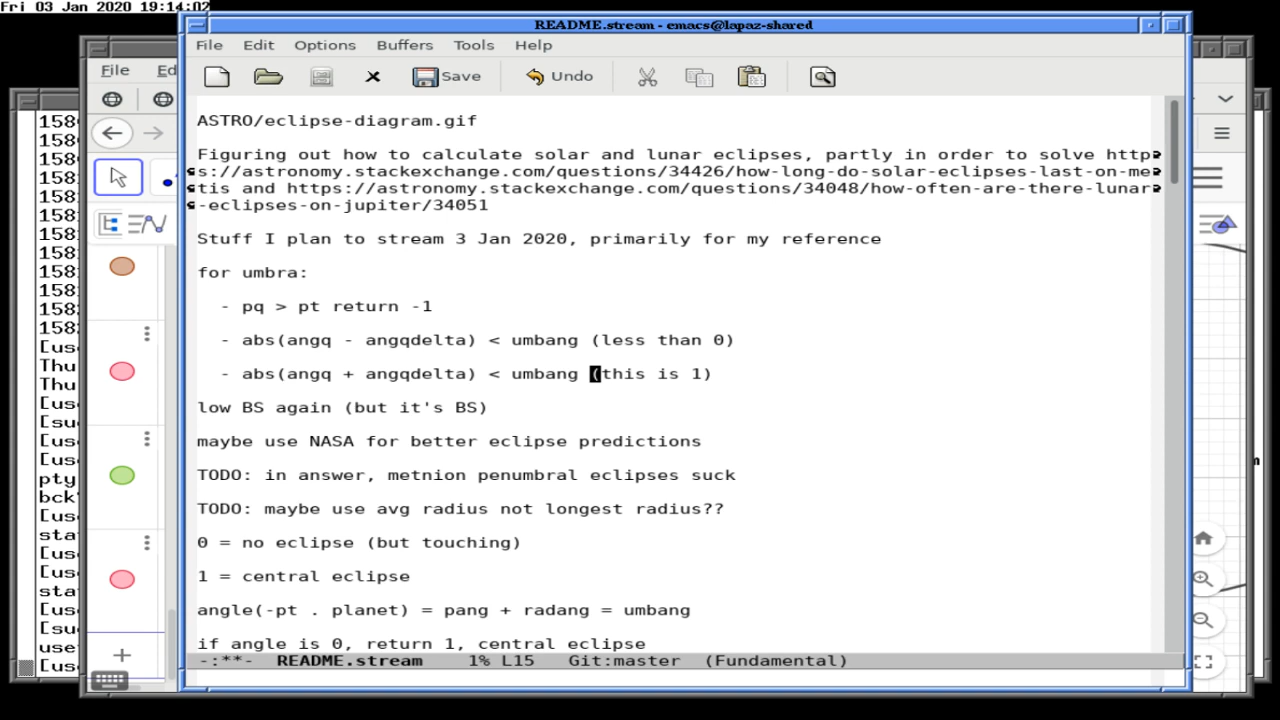 Fri 03 Jan 2020 19:14:02
README.stream - emacs@lapaz-shared
File Edit Options Buffers Tools Help
Save Undo
File Ed
ASTRO/eclipse-diagram.gif
Figuring out how to calculate solar and lunar eclipses, partly in order to solve http
s://astronomy.stackexchange.com/questions/34426/how-long-do-solar-eclipses-last-on-me
tis and https://astronomy.stackexchange.com/questions/34048/how-often-are-there-lunar
-eclipses-on-jupiter/34051
Stuff I plan to stream 3 Jan 2020, primarily for my reference
for umbra:
- pq > pt return -1
- abs(angq - angqdelta) < umbang (less than 0)
- abs(angq + angqdelta) < umbang (this is 1)
low BS again (but it's BS)
maybe use NASA for better eclipse predictions
TODO: in answer, metnion penumbral eclipses suck
TODO: maybe use avg radius not longest radius??
0 = no eclipse (but touching)
1 = central eclipse
angle(-pt . planet) = pang + radang = umbang
if angle is 0, return 1, central eclipse
-:**- README.stream 1% L15 Git:master (Fundamental)